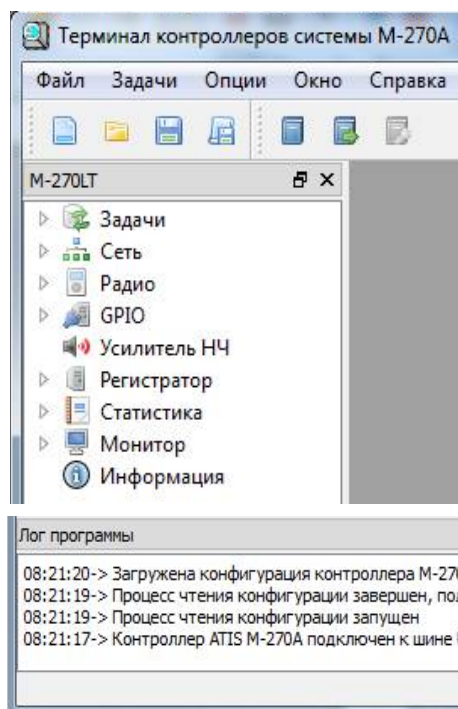 Терминал контроллеров системы М-270А
Файл Задачи Опции Окно Справка
M-270LT
Задачи
Сеть
Радио
GPIO
Усилитель НЧ
Регистратор
Статистика
Монитор
Информация
Лог программы
08:21:20-> Загружена конфигурация контроллера М-27
08:21:19-> Процесс чтения конфигурации завершен,
08:21:19-> Процесс чтения конфигурации запущен
08:21:17-> Контроллер ATIS М-270А подключен к шине